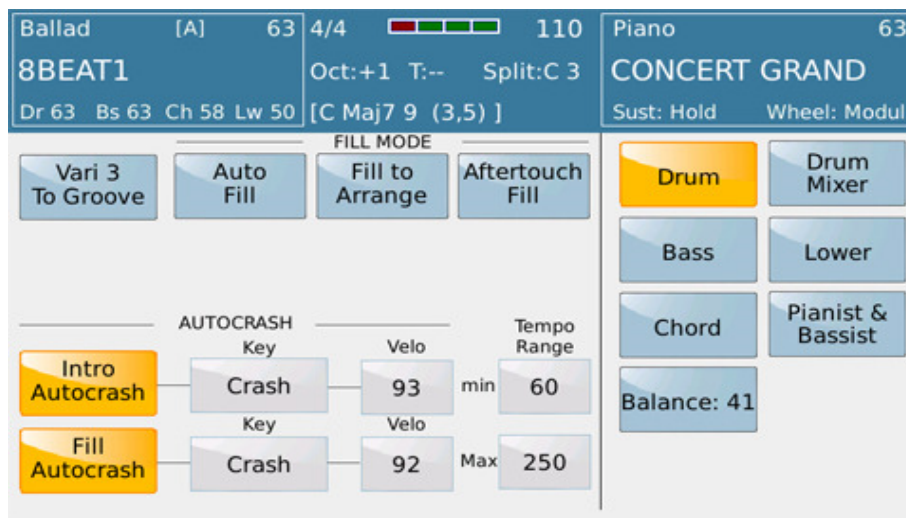 Ballad [A] 63
4/4 110
Piano 63
8BEAT1
Oct:+1 T:-- Split:C 3
CONCERT GRAND
Dr 63 Bs 63 Ch 58 Lw 50
[C Maj7 9 (3,5) ]
Sust: Hold Wheel: Modul
FILL MODE
Vari 3
To Groove
Auto
Fill
Fill to
Arrange
Aftertouch
Fill
Drum
Drum
Mixer
Bass
Lower
Chord
Pianist &
Bassist
Balance: 41
AUTOCRASH
Tempo
Range
Key
Velo
Intro
Autocrash
Crash
93
min
60
Key
Velo
Fill
Autocrash
Crash
92
Max
250